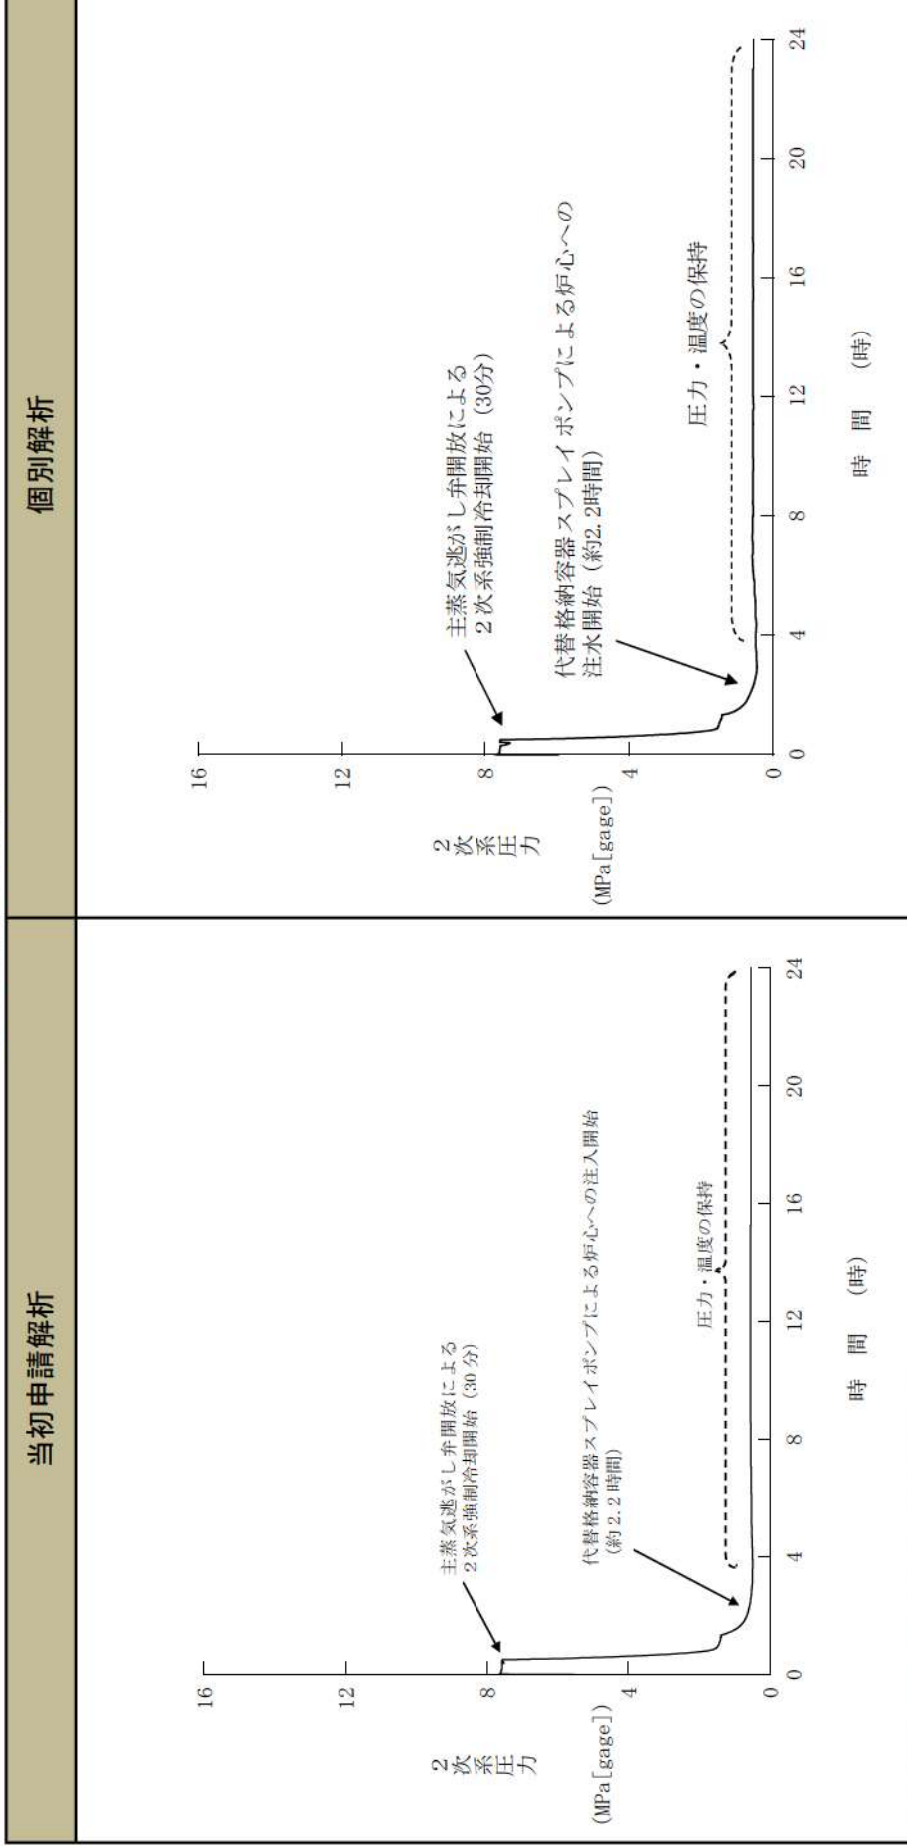 当初申請解析
2次系圧力
(MPa[gage])
16
12
8
4
0
主蒸気逃がし弁開放による
2次系強制冷却開始(30分)
代替格納容器スプレイポンプによる炉心への注入開始
(約2.2時間)
圧力・温度の保持
0
4
8
12
16
20
24
時 間 (時)
個別解析
2次系圧力
(MPa[gage])
16
12
8
4
0
主蒸気逃がし弁開放による
2次系強制冷却開始(30分)
代替格納容器スプレイポンプによる炉心への
注水開始(約2.2時間)
圧力・温度の保持
0
4
8
12
16
20
24
時 間 (時)